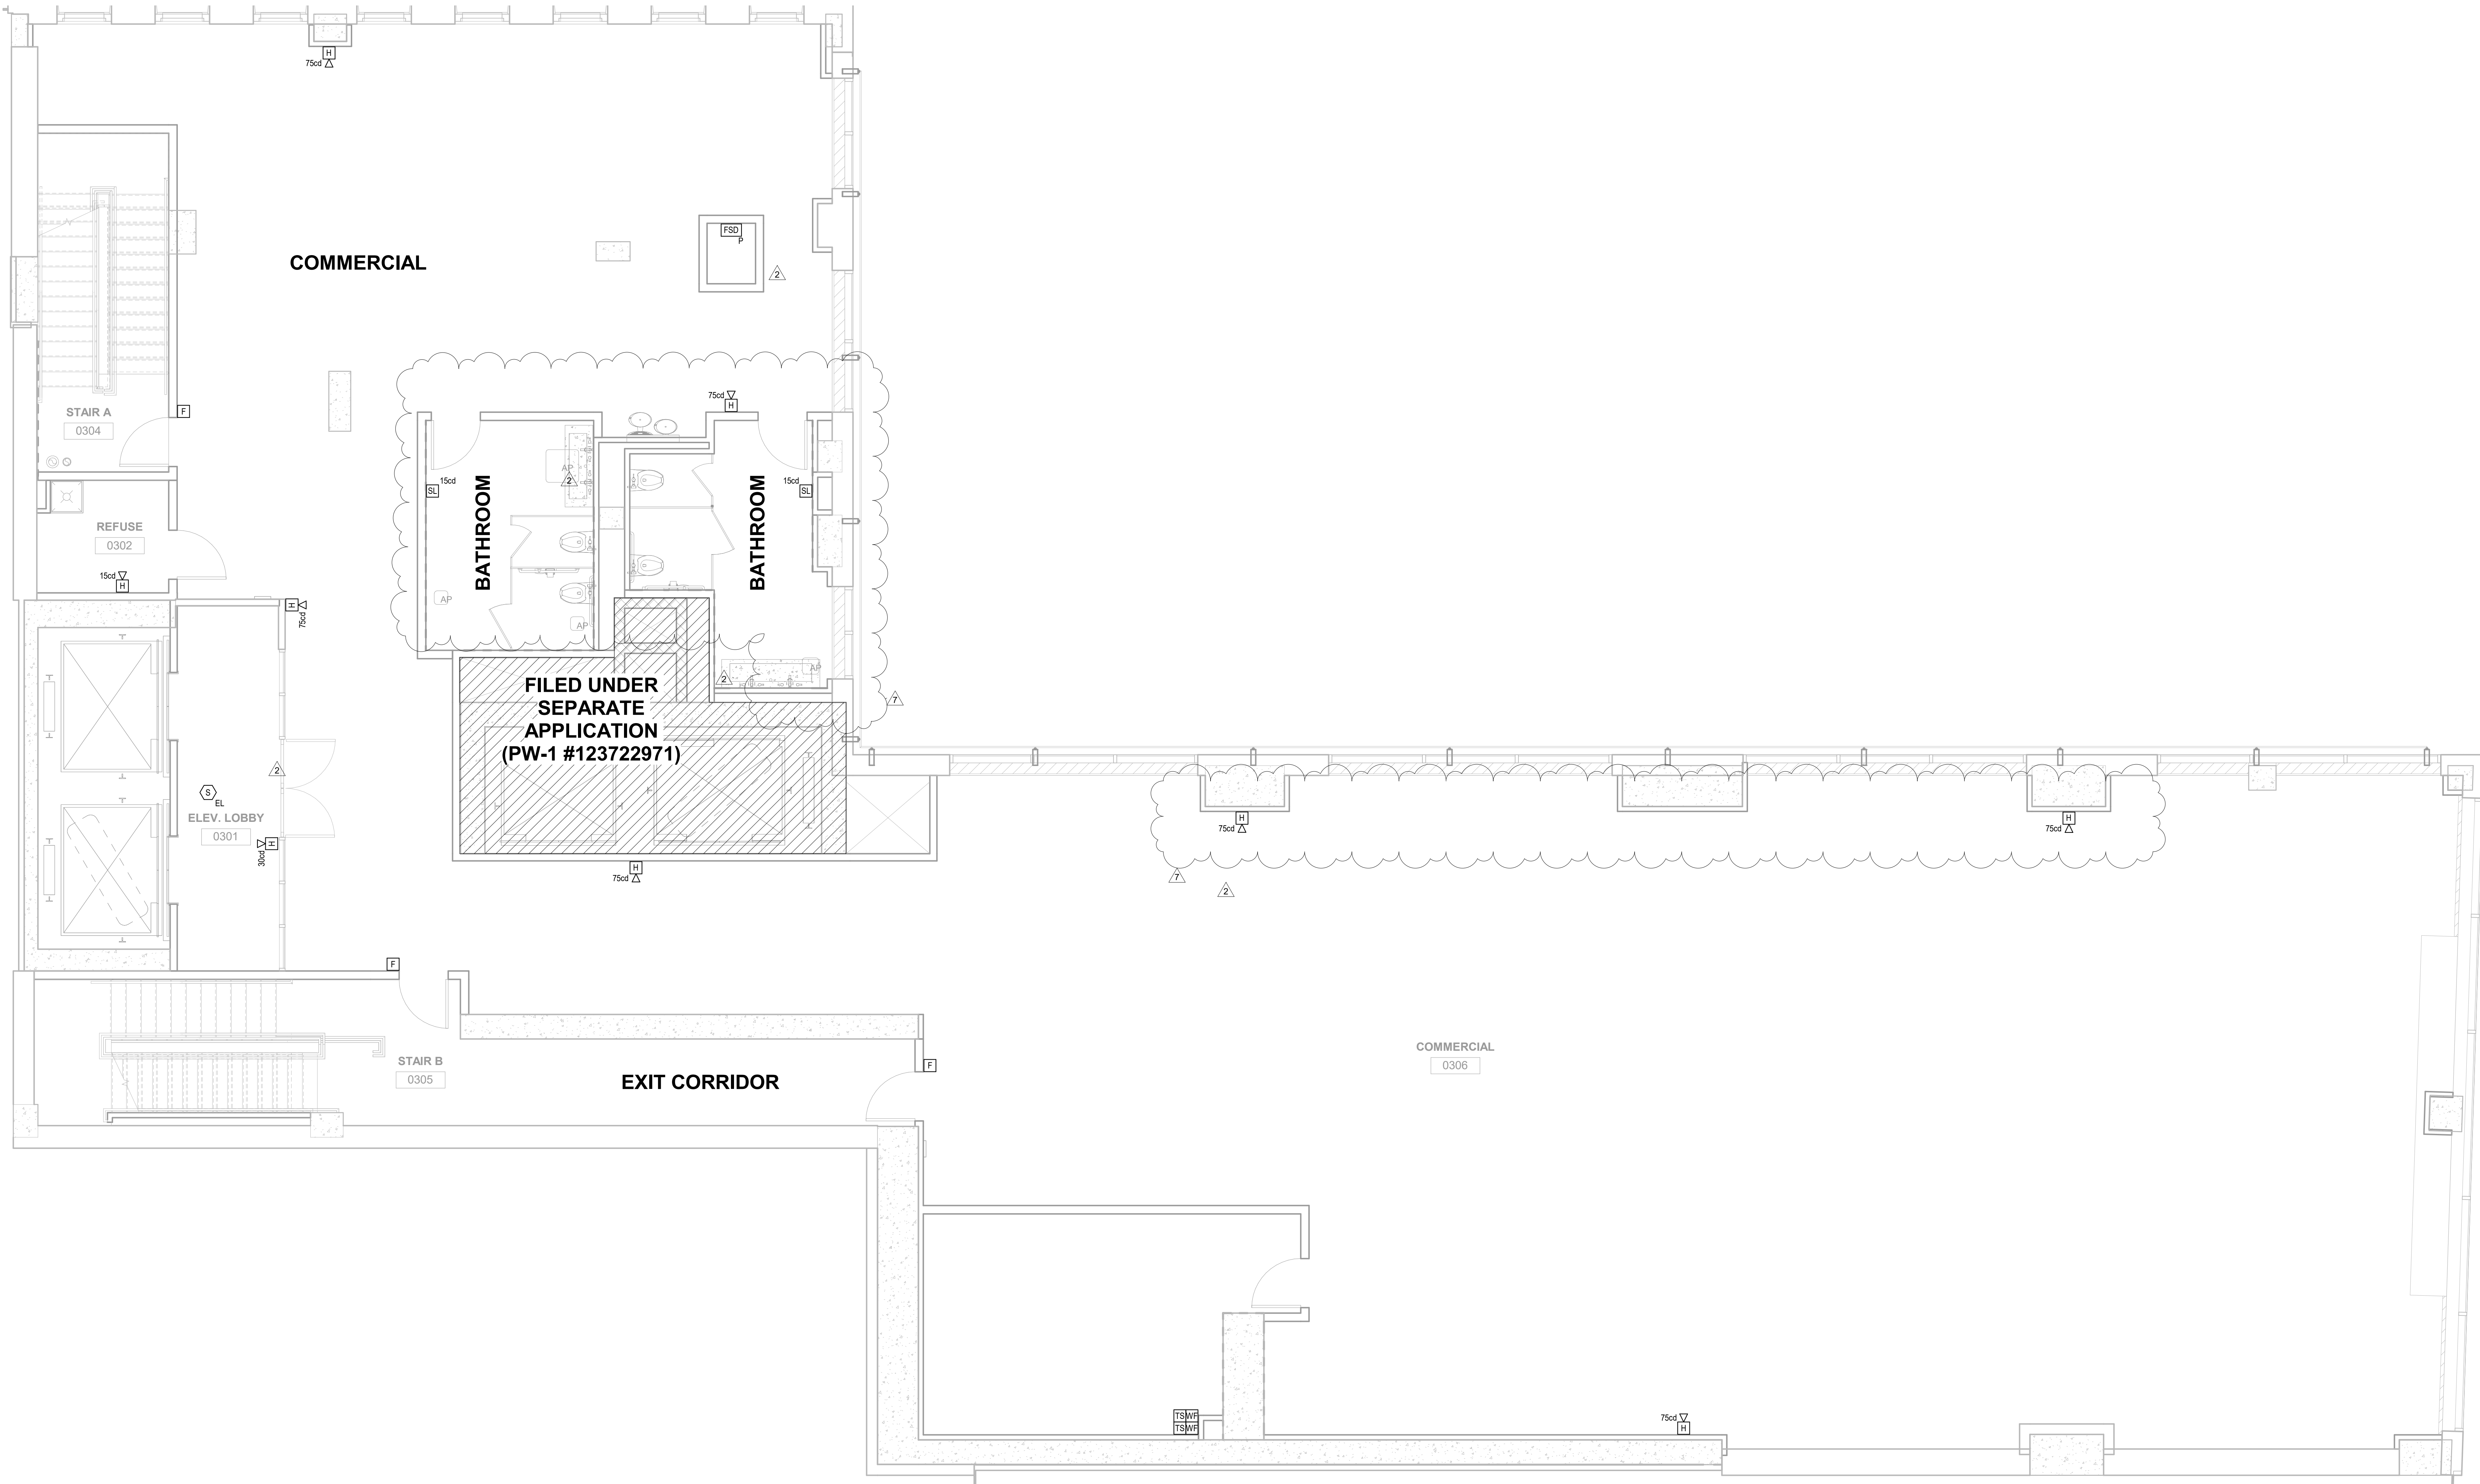 H
75cd
FSD
P
2
COMMERCIAL
75cd
H
STAIR A
0304
F
AP
2
15cd
SL
BATHROOM
15cd
SL
BATHROOM
REFUSE
0302
15cd
H
H
75cd
AP
AP
AP
2
7
FILED UNDER
SEPARATE
APPLICATION
(PW-1 #123722971)
2
S
EL
ELEV. LOBBY
0301
30cd
H
H
75cd
H
75cd
H
75cd
7
2
F
STAIR B
0305
EXIT CORRIDOR
F
COMMERCIAL
0306
TS WF
TS WF
75cd
H